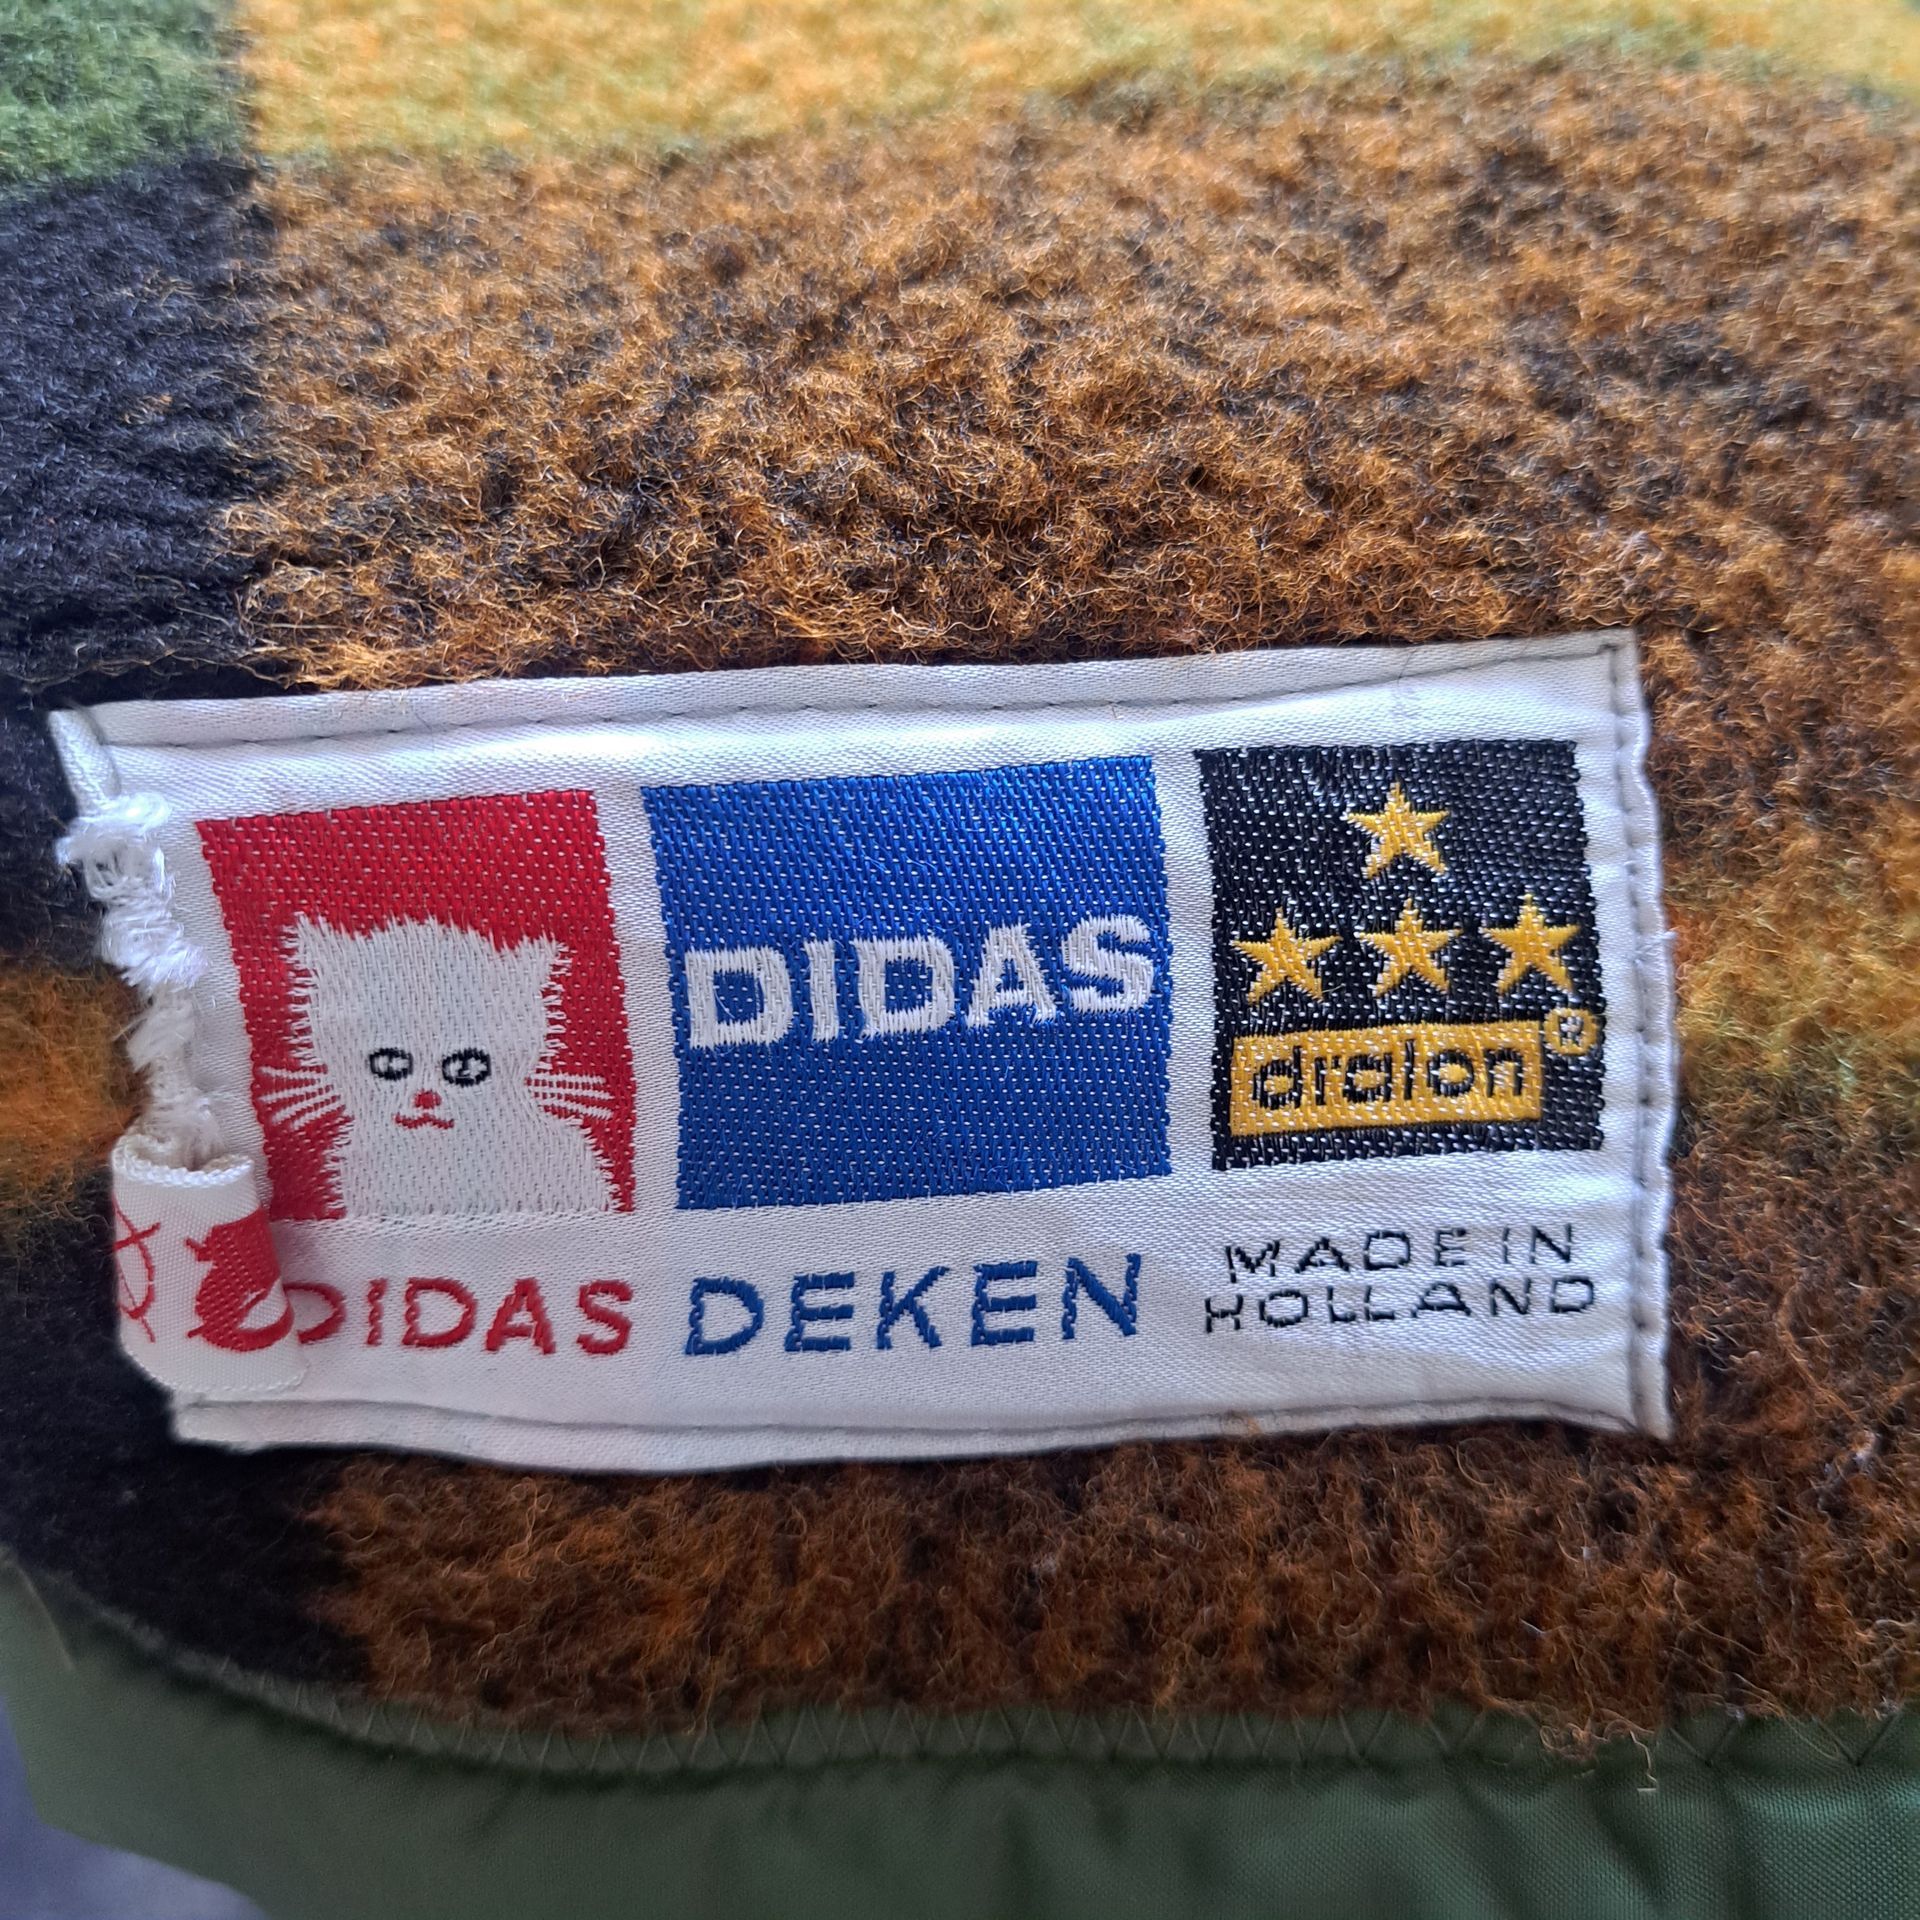 DIDAS
dralon®
DIDAS DEKEN
MADE IN
HOLLAND